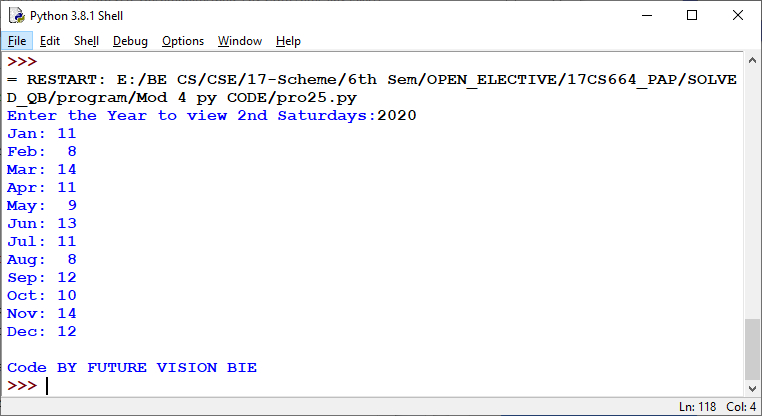 Python 3.8.1 Shell
File Edit Shell Debug Options Window Help
>>>
= RESTART: E:/BE CS/CSE/17-Scheme/6th Sem/OPEN_ELECTIVE/17CS664_PAP/SOLVE
D_QB/program/Mod 4 py CODE/pro25.py
Enter the Year to view 2nd Saturdays:2020
Jan: 11
Feb:  8
Mar: 14
Apr: 11
May:  9
Jun: 13
Jul: 11
Aug:  8
Sep: 12
Oct: 10
Nov: 14
Dec: 12
Code BY FUTURE VISION BIE
>>>
Ln: 118 Col: 4